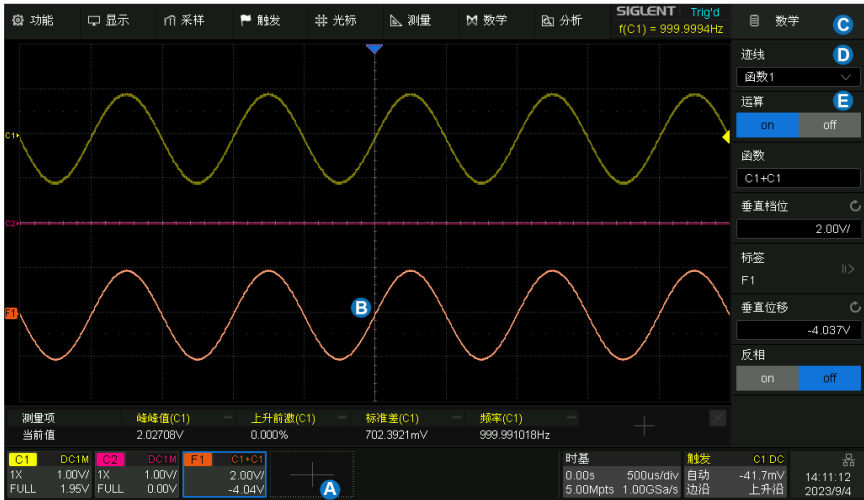 功能 显示 采样 触发 光标 测量 数学 分析 SIGLENT Trig'd 数学 C
f(C1) = 999.9994Hz
迹线 D
函数1
运算 E
on off
函数
C1+C1
垂直档位
2.00V/
标签
F1
垂直位移
-4.037V
反相
on off
C1
C2
F1
B
测量项 峰峰值(C1) 上升前激(C1) 标准差(C1) 频率(C1)
当前值 2.02708V 0.000% 702.3921mV 999.991018Hz
C1 DC1M C2 DC1M F1 C1+C1 时基 触发 C1 DC
1X 1.00V/ 1X 1.00V/ 2.00V/ 0.00s 500us/div 自动 -41.7mV 14:11:12
FULL 1.95V FULL 0.00V -4.04V A 5.00Mpts 1.00GSa/s 边沿 上升沿 2023/9/4